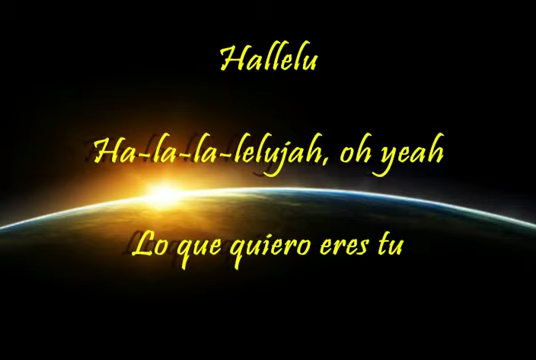 Hallelu
Ha-la-la-lelujah, oh yeah
Lo que quiero eres tu